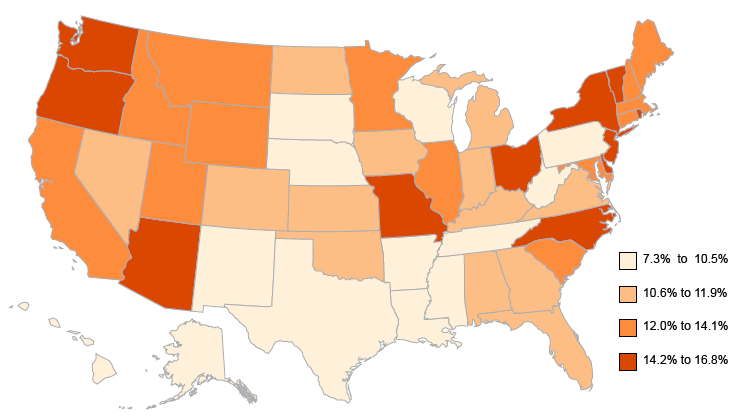 7.3% to 10.5%
10.6% to 11.9%
12.0% to 14.1%
14.2% to 16.8%